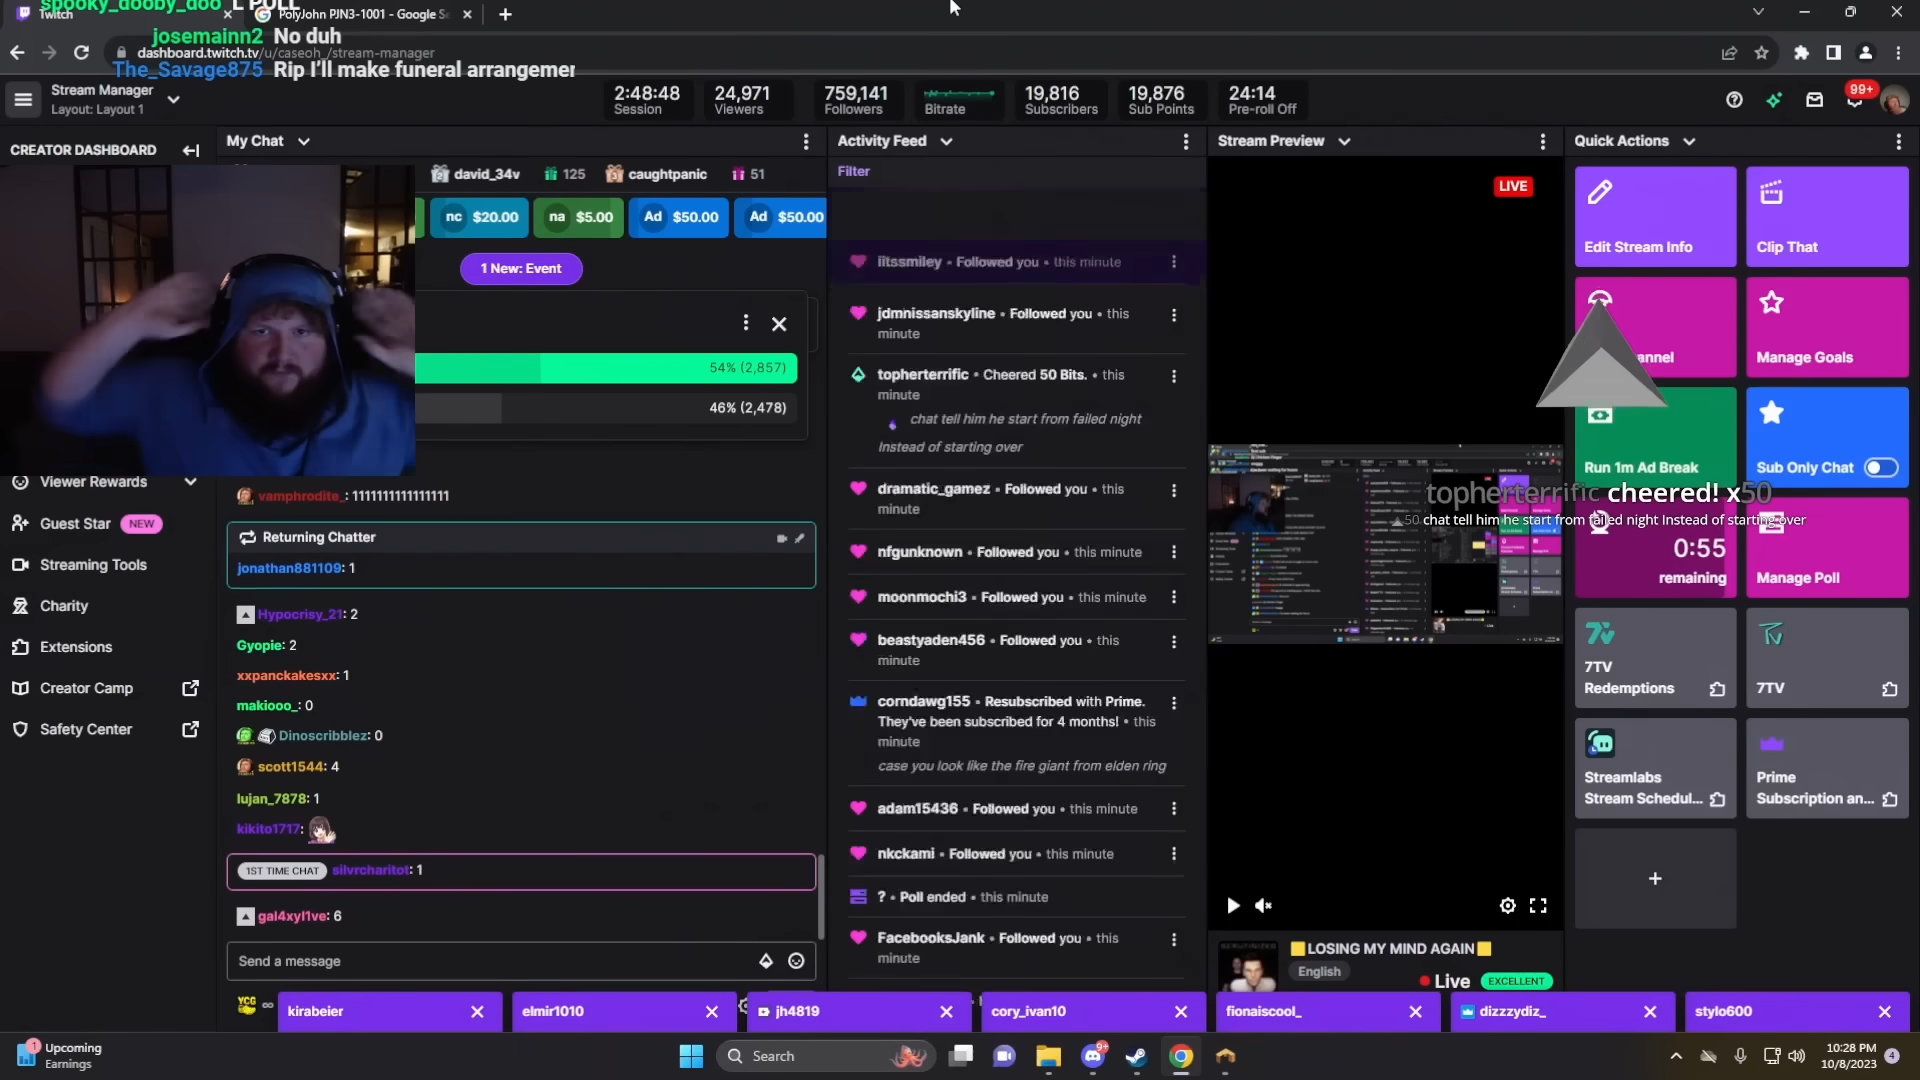 spooky_dooby_doo L POLL
Twitch
PolyJohn PJN3-1001 - Google Se
josemainn2 No duh
dashboard.twitch.tv/u/caseoh_/stream-manager
The_Savage875 Rip I'll make funeral arrangemer
Stream Manager
Layout: Layout 1
2:48:48
Session
24,971
Viewers
759,141
Followers
Bitrate
19,816
Subscribers
19,876
Sub Points
24:14
Pre-roll Off
99+
CREATOR DASHBOARD
My Chat
david_34v 125 caughtpanic 51
nc $20.00 na $5.00 Ad $50.00 Ad $50.00
1 New: Event
54% (2,857)
46% (2,478)
Viewer Rewards
Guest Star NEW
Streaming Tools
Charity
Extensions
Creator Camp
Safety Center
vamphrodite_: 1111111111111111
Returning Chatter
jonathan881109: 1
Hypocrisy_21: 2
Gyopie: 2
xxpanckakesxx: 1
makiooo_: 0
Dinoscribblez: 0
scott1544: 4
lujan_7878: 1
kikito1717:
1ST TIME CHAT silvrcharitot: 1
gal4xyl1ve: 6
Send a message
YCG
Activity Feed
Filter
iitssmiley • Followed you • this minute
jdmnissanskyline • Followed you • this
minute
topherterrific • Cheered 50 Bits. • this
minute
chat tell him he start from failed night
Instead of starting over
dramatic_gamez • Followed you • this
minute
nfgunknown • Followed you • this minute
moonmochi3 • Followed you • this minute
beastyaden456 • Followed you • this
minute
corndawg155 • Resubscribed with Prime.
They've been subscribed for 4 months! • this
minute
case you look like the fire giant from elden ring
adam15436 • Followed you • this minute
nkckami • Followed you • this minute
? • Poll ended • this minute
FacebooksJank • Followed you • this
minute
Stream Preview
LIVE
LOSING MY MIND AGAIN
English
Live EXCELLENT
Quick Actions
Edit Stream Info
Clip That
Manage Goals
Run 1m Ad Break
Sub Only Chat
topherterrific cheered! x50
50 chat tell him he start from failed night Instead of starting over
0:55
remaining
Manage Poll
7TV
Redemptions
7TV
Streamlabs
Stream Schedul...
Prime
Subscription an...
+
kirabeier
elmir1010
jh4819
cory_ivan10
fionaiscool_
dizzzydiz_
stylo600
1
Upcoming
Earnings
Search
9+
10:28 PM
10/8/2023
4